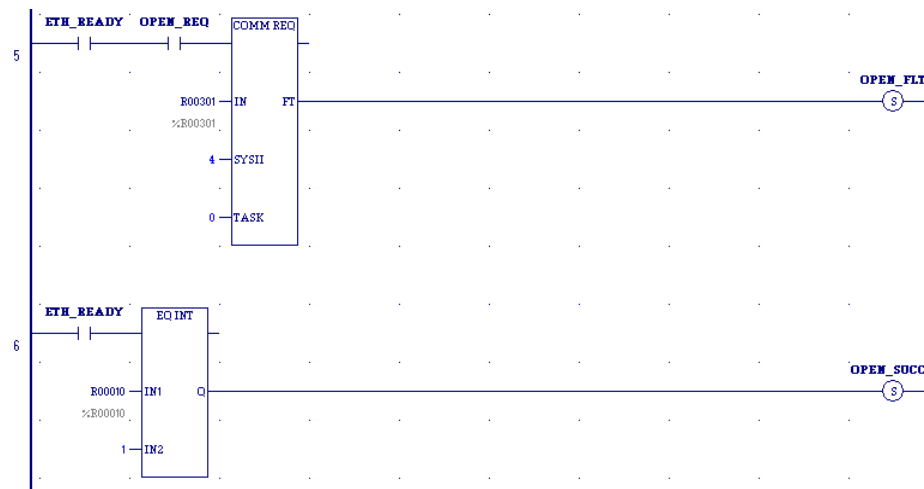 ETH_READY OPEN_REQ
COMM REQ
5
OPEN_FLT
R00301 IN FT
%R00301
S
4 SYSII
0 TASK
ETH_READY
EQ INT
6
OPEN_SUCC
R00010 IN1 Q
%R00010
S
1 IN2